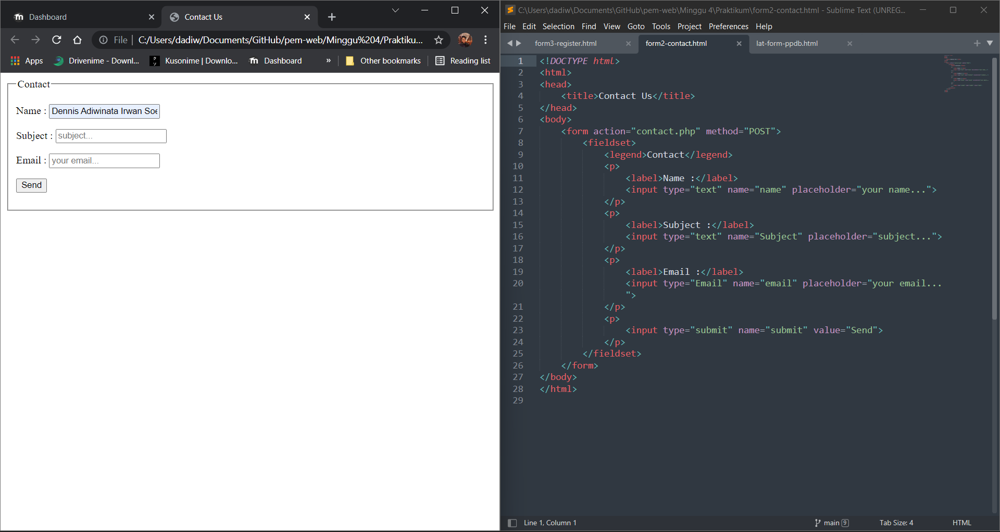 Dashboard
Contact Us
File
C:/Users/dadiw/Documents/GitHub/pem-web/Minggu%204/Praktiku...
Apps
Drivenime - Downl...
Kusonime | Downlo...
Dashboard
»
Other bookmarks
Reading list
Contact
Name : Dennis Adiwinata Irwan Soe
Subject : subject...
Email : your email...
Send
C:\Users\dadiw\Documents\GitHub\pem-web\Minggu 4\Praktikum\form2-contact.html - Sublime Text (UNREG...
File Edit Selection Find View Goto Tools Project Preferences Help
form3-register.html
form2-contact.html
lat-form-ppdb.html
1 <!DOCTYPE html>
2 <html>
3 <head>
4 <title>Contact Us</title>
5 </head>
6 <body>
7 <form action="contact.php" method="POST">
8 <fieldset>
9 <legend>Contact</legend>
10 <p>
11 <label>Name :</label>
12 <input type="text" name="name" placeholder="your name...">
13 </p>
14 <p>
15 <label>Subject :</label>
16 <input type="text" name="Subject" placeholder="subject...">
17 </p>
18 <p>
19 <label>Email :</label>
20 <input type="Email" name="email" placeholder="your email...
">
21 </p>
22 <p>
23 <input type="submit" name="submit" value="Send">
24 </p>
25 </fieldset>
26 </form>
27 </body>
28 </html>
29
Line 1, Column 1
main 9
Tab Size: 4
HTML